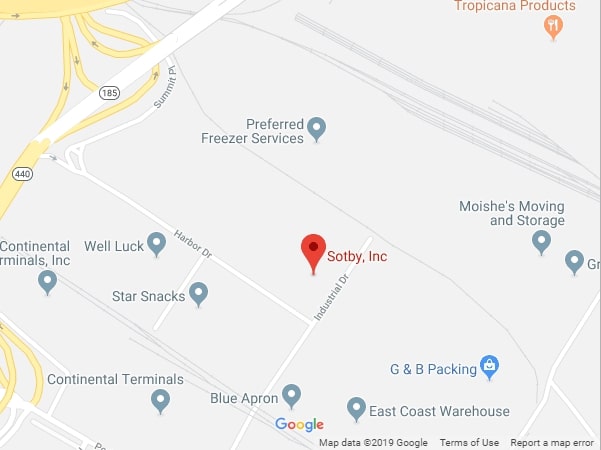 Tropicana Products
185
Summit Pl
Preferred
Freezer Services
440
Moishe's Moving
and Storage
Continental
rminals, Inc
Well Luck
Harbor Dr
Sotby, Inc
Gr
Star Snacks
Industrial Dr
G & B Packing
Continental Terminals
Blue Apron
East Coast Warehouse
Google
Map data ©2019 Google
Terms of Use
Report a map error